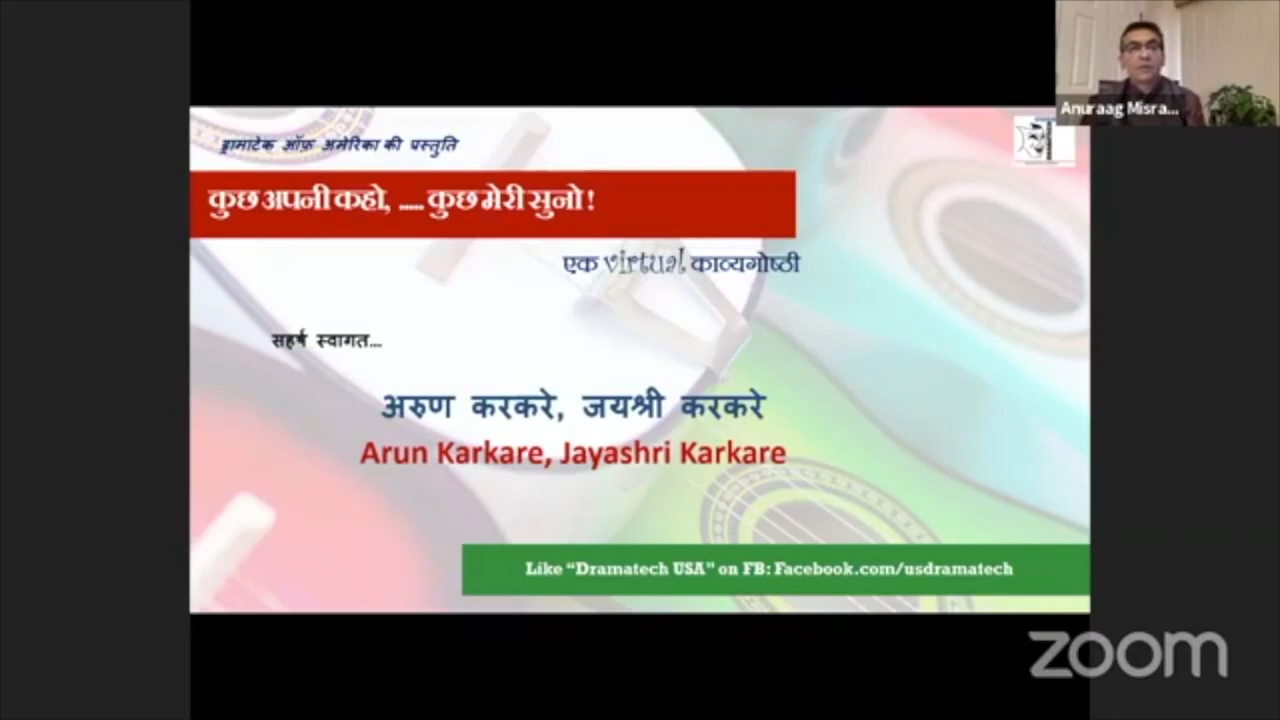 Anuraag Misra...
ड्रामाटेक ऑफ़ अमेरिका की प्रस्तुति
कुछ अपनी कहो, ..... कुछ मेरी सुनो !
एक virtual काव्यगोष्ठी
सहर्ष स्वागत...
अरुण करकरे, जयश्री करकरे
Arun Karkare, Jayashri Karkare
Like “Dramatech USA” on FB: Facebook.com/usdramatech
zoom